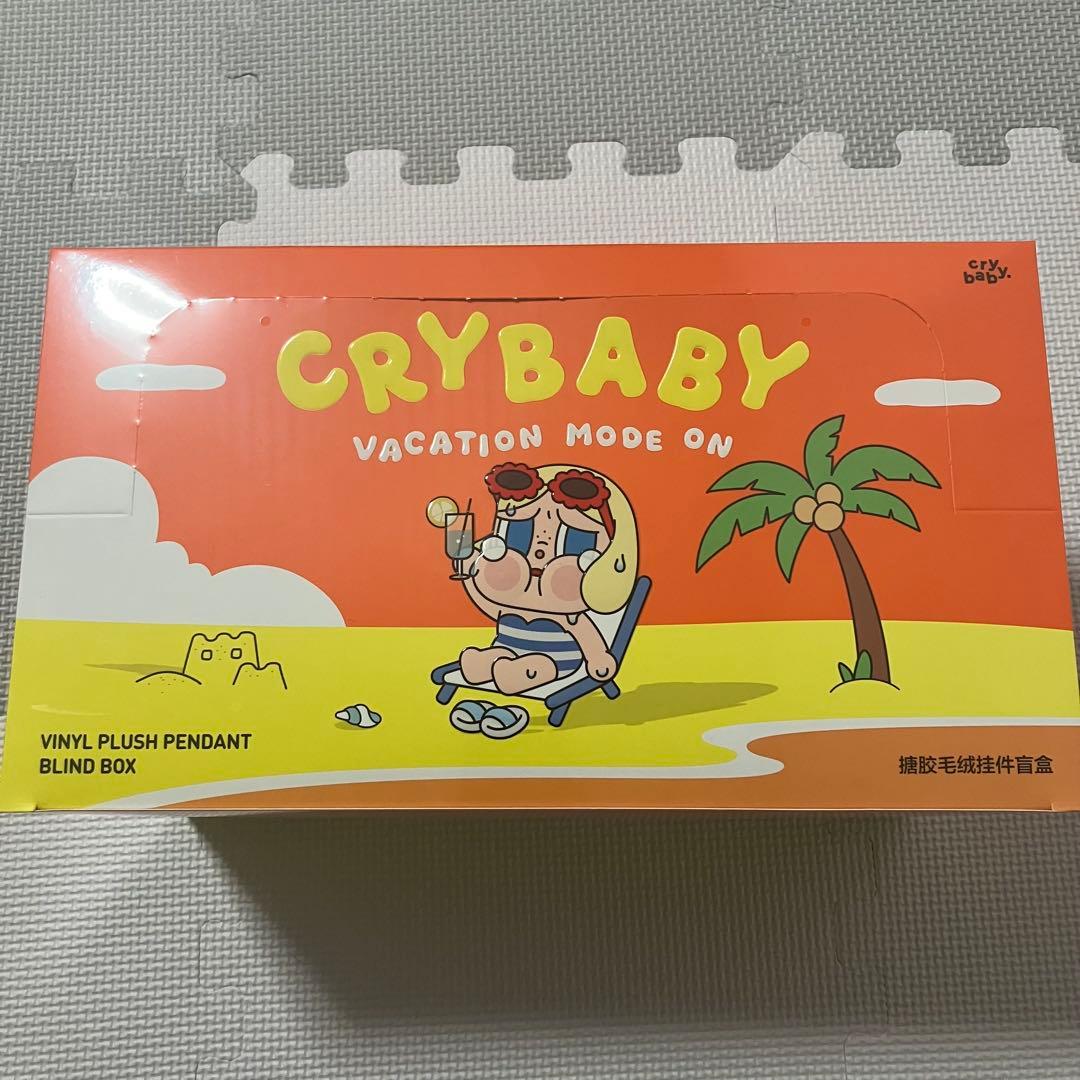 cry
baby.
CRYBABY
VACATION MODE ON
VINYL PLUSH PENDANT
BLIND BOX
搪胶毛绒挂件盲盒